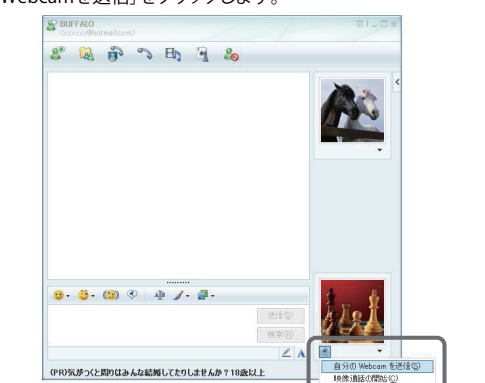 Webcamを送信」をクリックします。
BUFFALO
<xxxxxx@hotmail.com>
送信(S)
検索(R)
A
(PR)気がつくと周りはみんな結婚してたりしませんか？18歳以上
自分の Webcam を送信(S)
映像通話の開始(C)